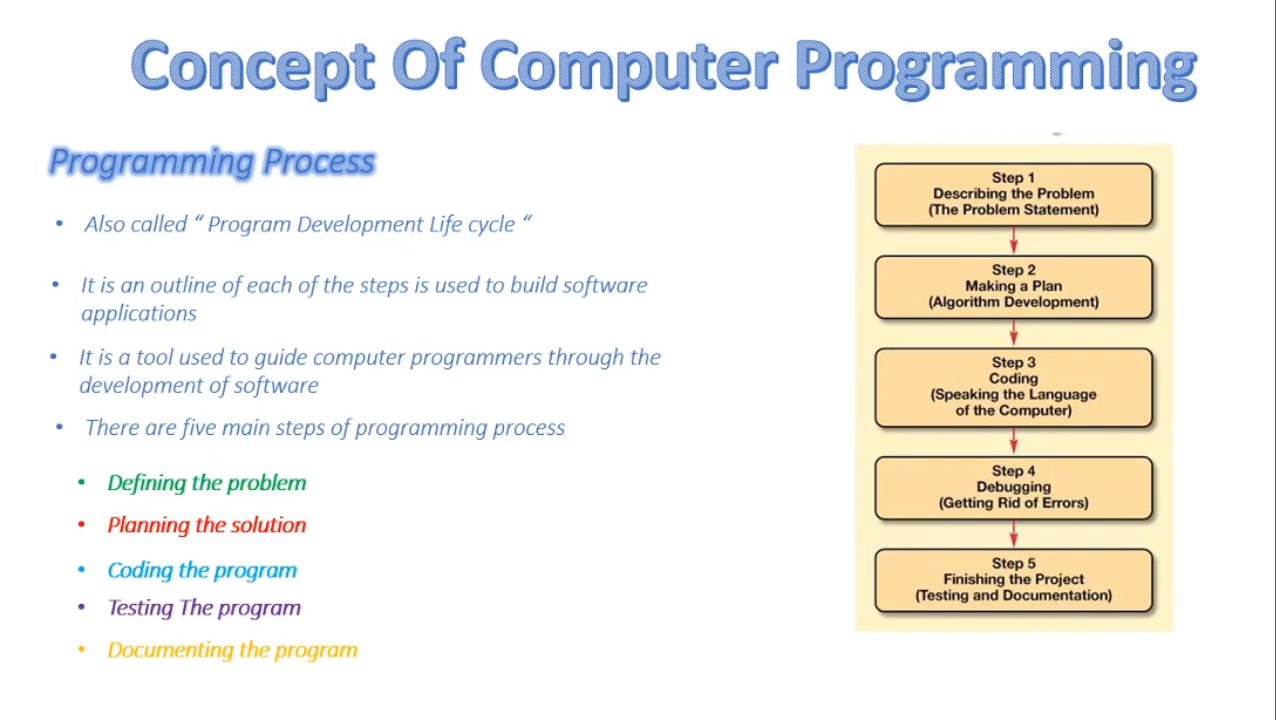 Concept Of Computer Programming
Programming Process
• Also called “ Program Development Life cycle “
• It is an outline of each of the steps is used to build software
applications
• It is a tool used to guide computer programmers through the
development of software
• There are five main steps of programming process
• Defining the problem
• Planning the solution
• Coding the program
• Testing The program
• Documenting the program
Step 1
Describing the Problem
(The Problem Statement)
Step 2
Making a Plan
(Algorithm Development)
Step 3
Coding
(Speaking the Language
of the Computer)
Step 4
Debugging
(Getting Rid of Errors)
Step 5
Finishing the Project
(Testing and Documentation)